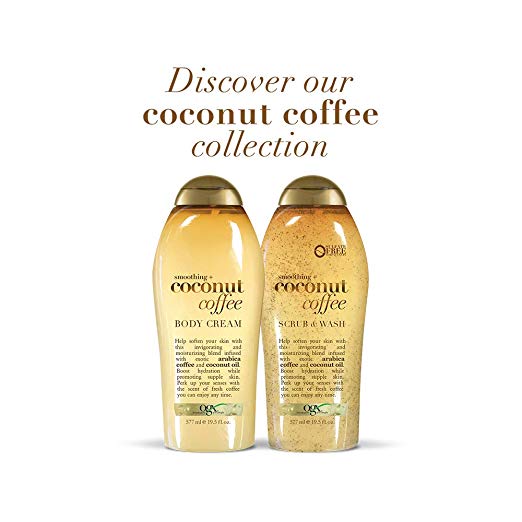 Discover our
coconut coffee
collection
smoothing +
coconut
coffee
BODY CREAM
Help soften your skin with
this invigorating and
moisturizing blend infused
with exotic arabica
coffee and coconut oil.
Boost hydration while
promoting supple skin.
Perk up your senses with
the scent of fresh coffee
you can enjoy any time.
ogx
577 ml e 19.5 fl. oz.
SULFATE
FREE
smoothing +
coconut
coffee
SCRUB & WASH
Help soften your skin with
this invigorating and
moisturizing blend infused
with exotic arabica
coffee and coconut oil.
Boost hydration while
promoting supple skin.
Perk up your senses with
the scent of fresh coffee
you can enjoy any time.
ogx
577 ml e 19.5 fl. oz.